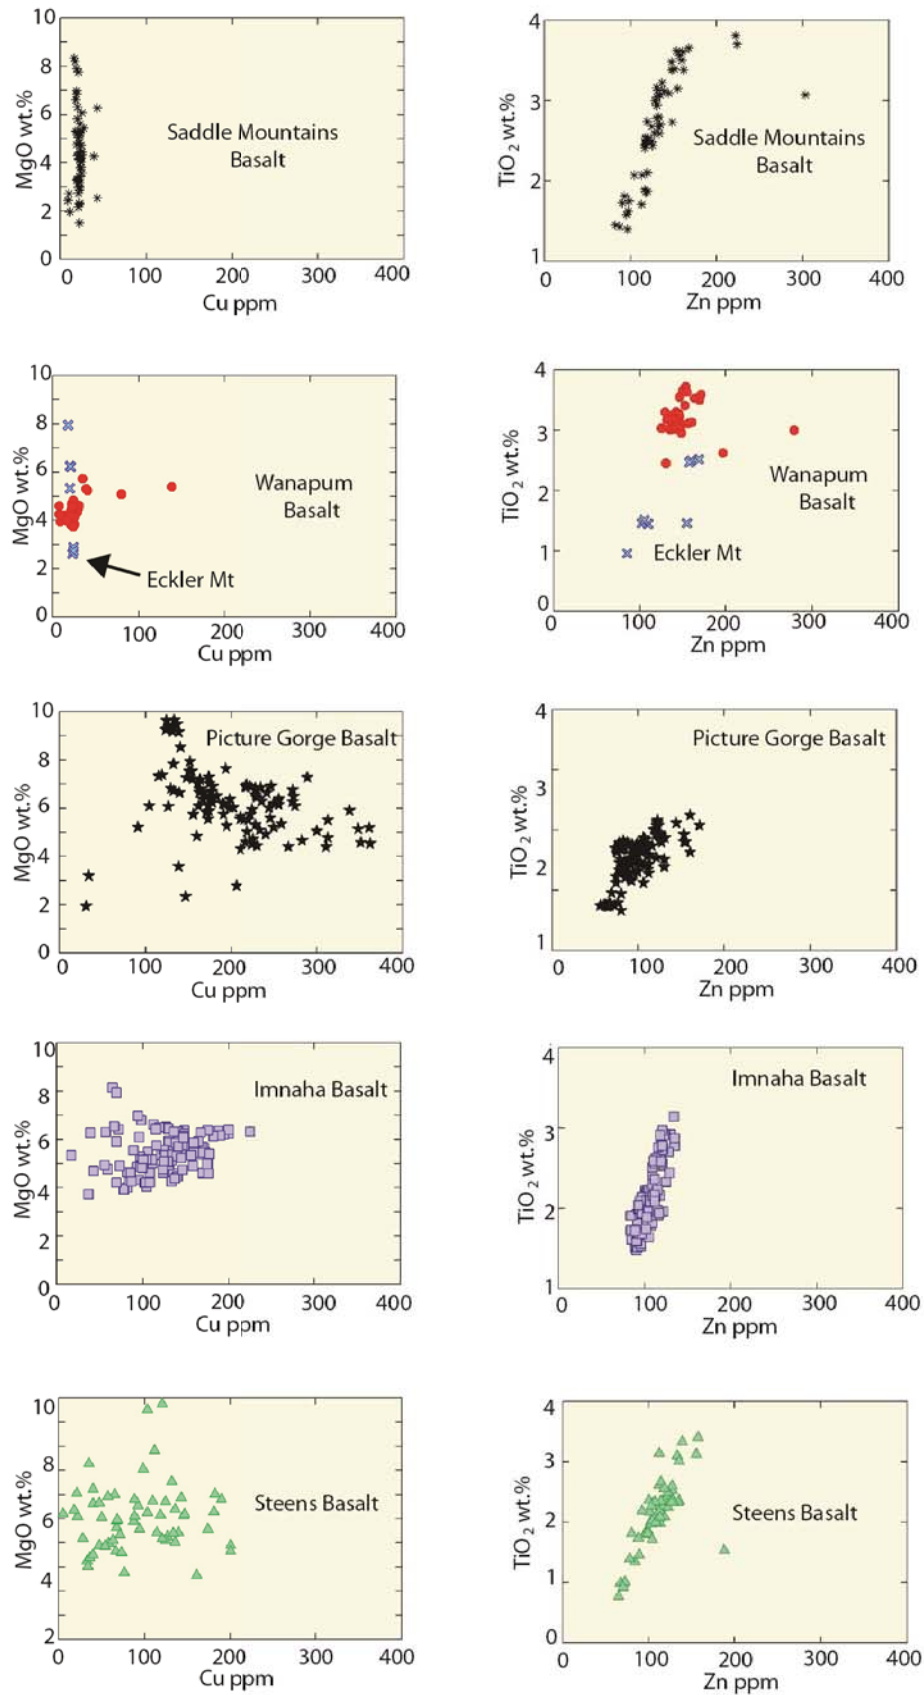 10
8
6
4
2
0
MgO wt.%
Saddle Mountains
Basalt
0 100 200 300 400
Cu ppm
4
3
2
1
TiO2 wt.%
Saddle Mountains
Basalt
0 100 200 300 400
Zn ppm
10
8
6
4
2
0
MgO wt.%
Wanapum
Basalt
Eckler Mt
0 100 200 300 400
Cu ppm
4
3
2
1
0
TiO2 wt.%
Wanapum
Basalt
Eckler Mt
0 100 200 300 400
Zn ppm
10
8
6
4
2
0
MgO wt.%
Picture Gorge Basalt
0 100 200 300 400
Cu ppm
4
3
2
1
TiO2 wt.%
Picture Gorge Basalt
0 100 200 300 400
Zn ppm
10
8
6
4
2
0
MgO wt.%
Imnaha Basalt
0 100 200 300 400
Cu ppm
4
3
2
1
TiO2 wt.%
Imnaha Basalt
0 100 200 300 400
Zn ppm
10
8
6
4
2
MgO wt.%
Steens Basalt
0 100 200 300 400
Cu ppm
4
3
2
1
0
TiO2 wt.%
Steens Basalt
0 100 200 300 400
Zn ppm